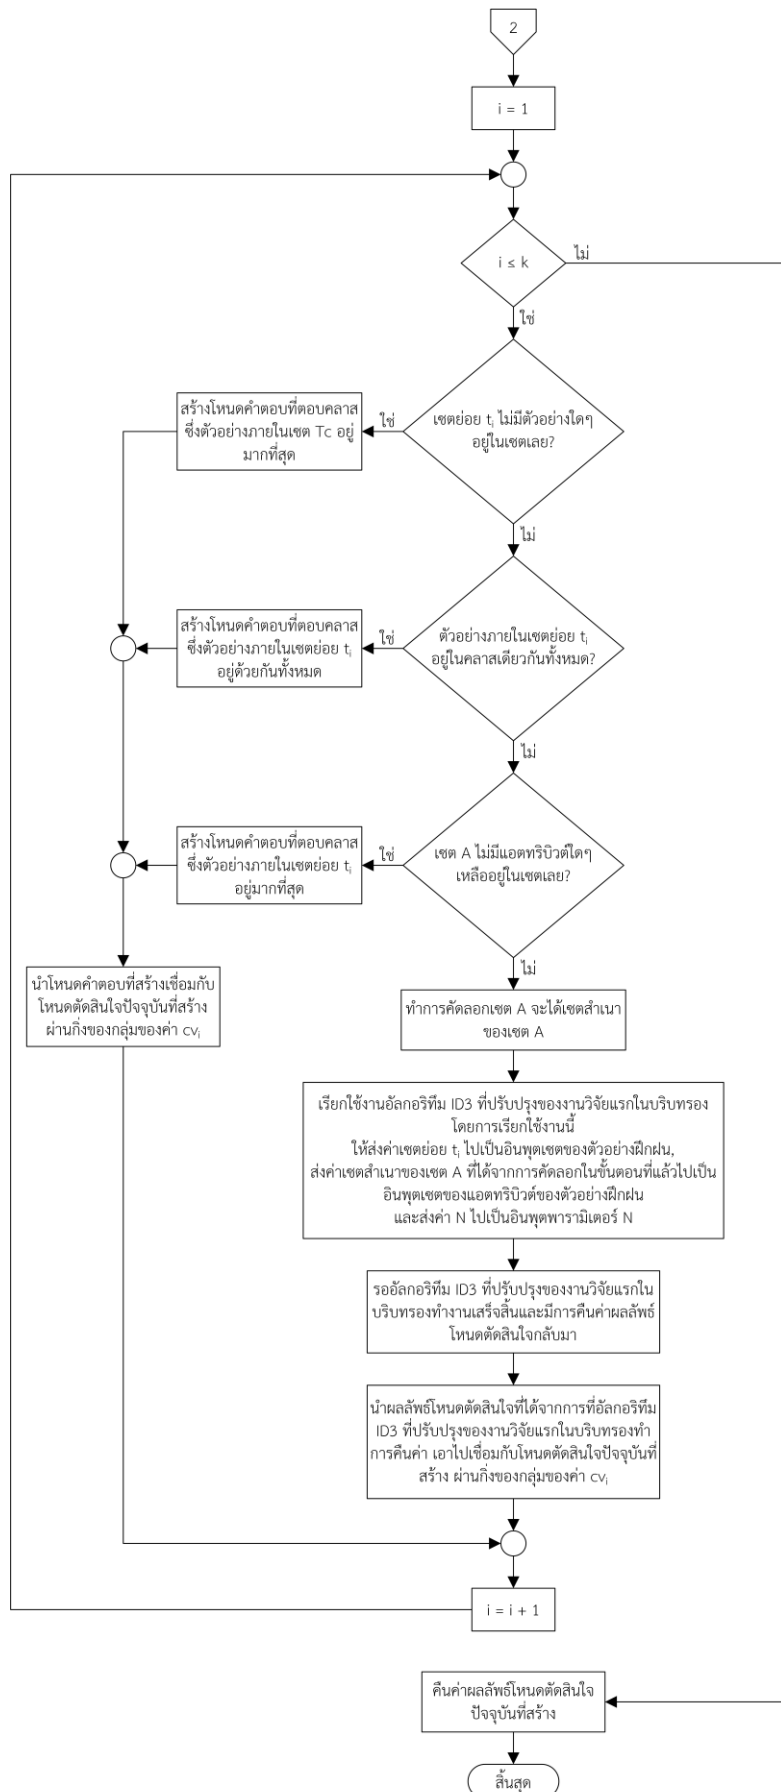 2
i = 1
i ≤ k
ไม่
ใช่
เซตย่อย tᵢ ไม่มีตัวอย่างใดๆ
อยู่ในเซตเลย?
ใช่
สร้างโหนดคำตอบที่ตอบคลาส
ซึ่งตัวอย่างภายในเซต Tc อยู่
มากที่สุด
ไม่
ตัวอย่างภายในเซตย่อย tᵢ
อยู่ในคลาสเดียวกันทั้งหมด?
ใช่
สร้างโหนดคำตอบที่ตอบคลาส
ซึ่งตัวอย่างภายในเซตย่อย tᵢ
อยู่ด้วยกันทั้งหมด
ไม่
เซต A ไม่มีแอตทริบิวต์ใดๆ
เหลืออยู่ในเซตเลย?
ใช่
สร้างโหนดคำตอบที่ตอบคลาส
ซึ่งตัวอย่างภายในเซตย่อย tᵢ
อยู่มากที่สุด
ไม่
นำโหนดคำตอบที่สร้างเชื่อมกับ
โหนดตัดสินใจปัจจุบันที่สร้าง
ผ่านกิ่งของกลุ่มของค่า cvᵢ
ทำการคัดลอกเซต A จะได้เซตสำเนา
ของเซต A
เรียกใช้งานอัลกอริทึม ID3 ที่ปรับปรุงของงานวิจัยแรกในบริบทรอง
โดยการเรียกใช้งานนี้
ให้ส่งค่าเซตย่อย tᵢ ไปเป็นอินพุตเซตของตัวอย่างฝึกฝน,
ส่งค่าเซตสำเนาของเซต A ที่ได้จากการคัดลอกในขั้นตอนที่แล้วไปเป็น
อินพุตเซตของแอตทริบิวต์ของตัวอย่างฝึกฝน
และส่งค่า N ไปเป็นอินพุตพารามิเตอร์ N
รออัลกอริทึม ID3 ที่ปรับปรุงของงานวิจัยแรกใน
บริบทรองทำงานเสร็จสิ้นและมีการคืนค่าผลลัพธ์
โหนดตัดสินใจกลับมา
นำผลลัพธ์โหนดตัดสินใจที่ได้จากการที่อัลกอริทึม
ID3 ที่ปรับปรุงของงานวิจัยแรกในบริบทรองทำ
การคืนค่า เอาไปเชื่อมกับโหนดตัดสินใจปัจจุบันที่
สร้าง ผ่านกิ่งของกลุ่มของค่า cvᵢ
i = i + 1
คืนค่าผลลัพธ์โหนดตัดสินใจ
ปัจจุบันที่สร้าง
สิ้นสุด